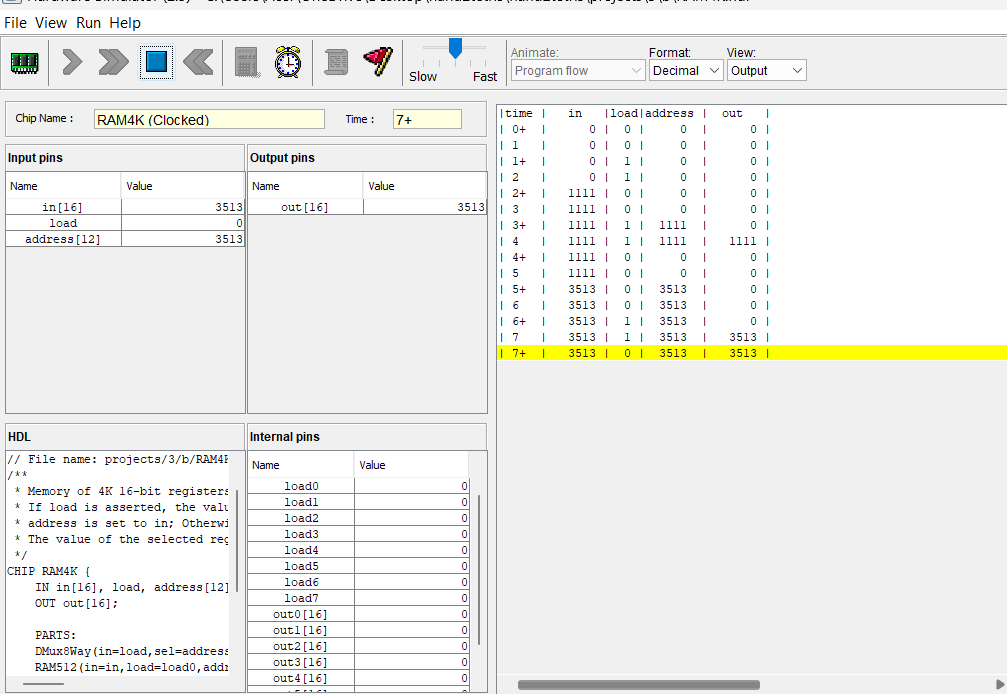 File View Run Help
Slow Fast
Animate: Format: View:
Program flow Decimal Output
Chip Name : RAM4K (Clocked) Time : 7+
Input pins
Name Value
in[16] 3513
load 0
address[12] 3513
Output pins
Name Value
out[16] 3513
HDL
// File name: projects/3/b/RAM4K
/**
* Memory of 4K 16-bit registers
* If load is asserted, the valu
* address is set to in; Otherwi
* The value of the selected reg
*/
CHIP RAM4K {
IN in[16], load, address[12]
OUT out[16];
PARTS:
DMux8Way(in=load,sel=address
RAM512(in=in,load=load0,addr
Internal pins
Name Value
load0 0
load1 0
load2 0
load3 0
load4 0
load5 0
load6 0
load7 0
out0[16] 0
out1[16] 0
out2[16] 0
out3[16] 0
out4[16] 0
|time | in |load|address | out |
| 0+ | 0 | 0 | 0 | 0 |
| 1 | 0 | 0 | 0 | 0 |
| 1+ | 0 | 1 | 0 | 0 |
| 2 | 0 | 1 | 0 | 0 |
| 2+ | 1111 | 0 | 0 | 0 |
| 3 | 1111 | 0 | 0 | 0 |
| 3+ | 1111 | 1 | 1111 | 0 |
| 4 | 1111 | 1 | 1111 | 1111 |
| 4+ | 1111 | 0 | 0 | 0 |
| 5 | 1111 | 0 | 0 | 0 |
| 5+ | 3513 | 0 | 3513 | 0 |
| 6 | 3513 | 0 | 3513 | 0 |
| 6+ | 3513 | 1 | 3513 | 0 |
| 7 | 3513 | 1 | 3513 | 3513 |
| 7+ | 3513 | 0 | 3513 | 3513 |